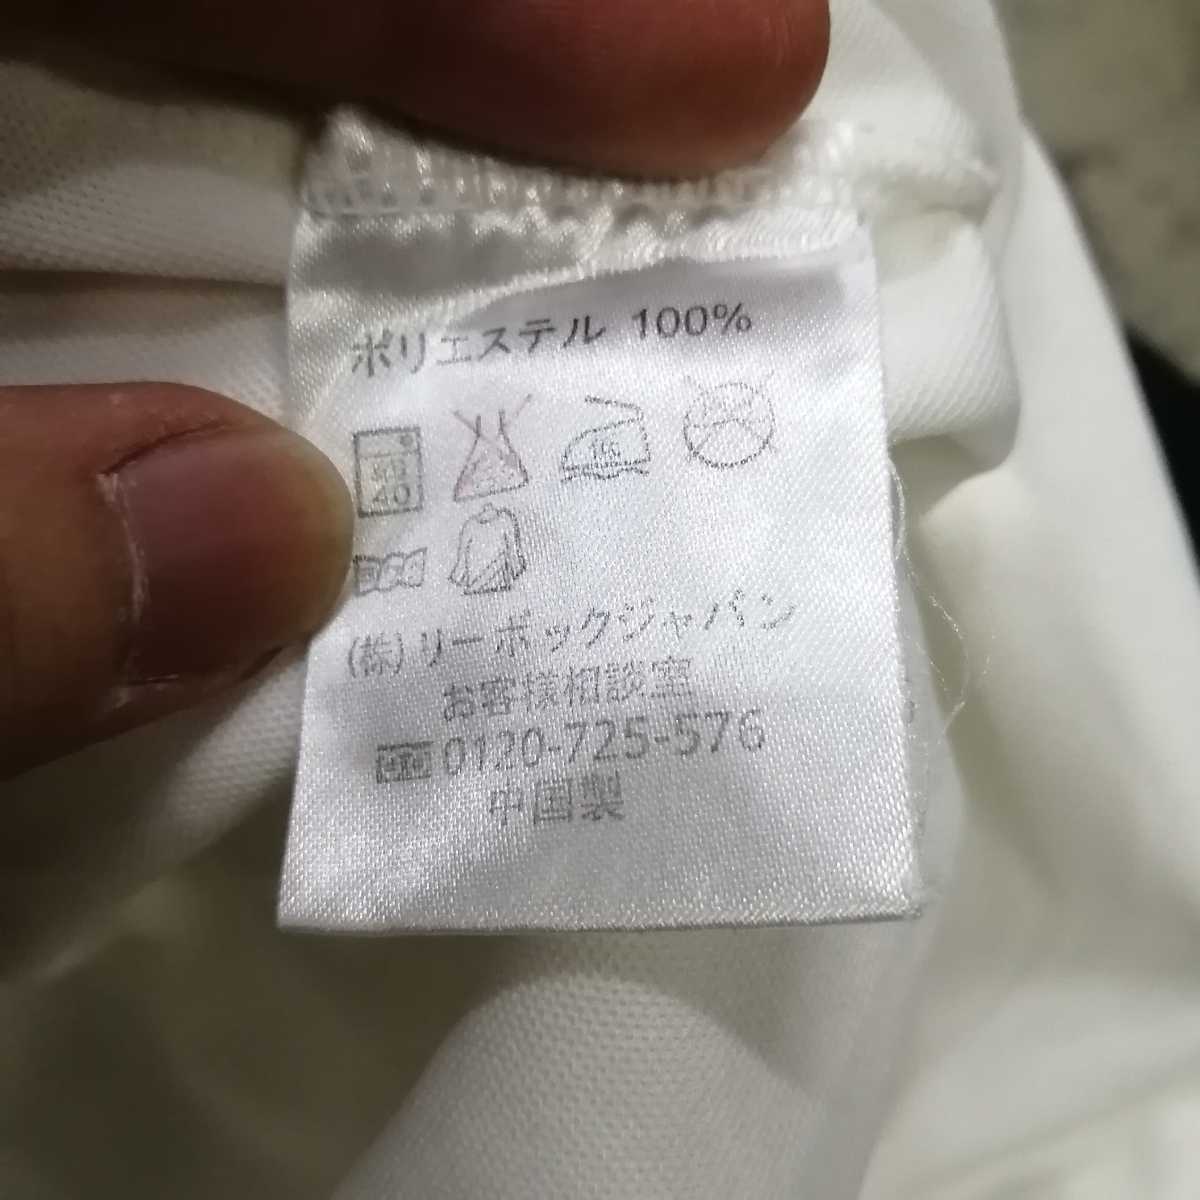 ポリエステル 100%
40
(株)リーボックジャパン
お客様相談室
0120-725-576
中国製